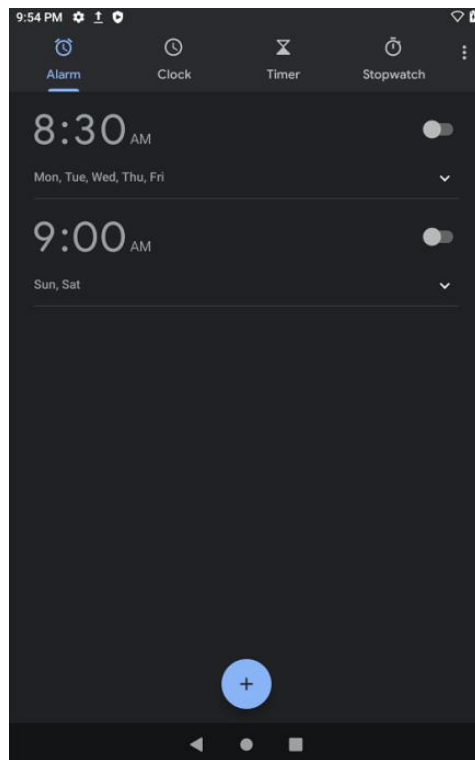 9:54 PM
Alarm Clock Timer Stopwatch
8:30 AM
Mon, Tue, Wed, Thu, Fri
9:00 AM
Sun, Sat